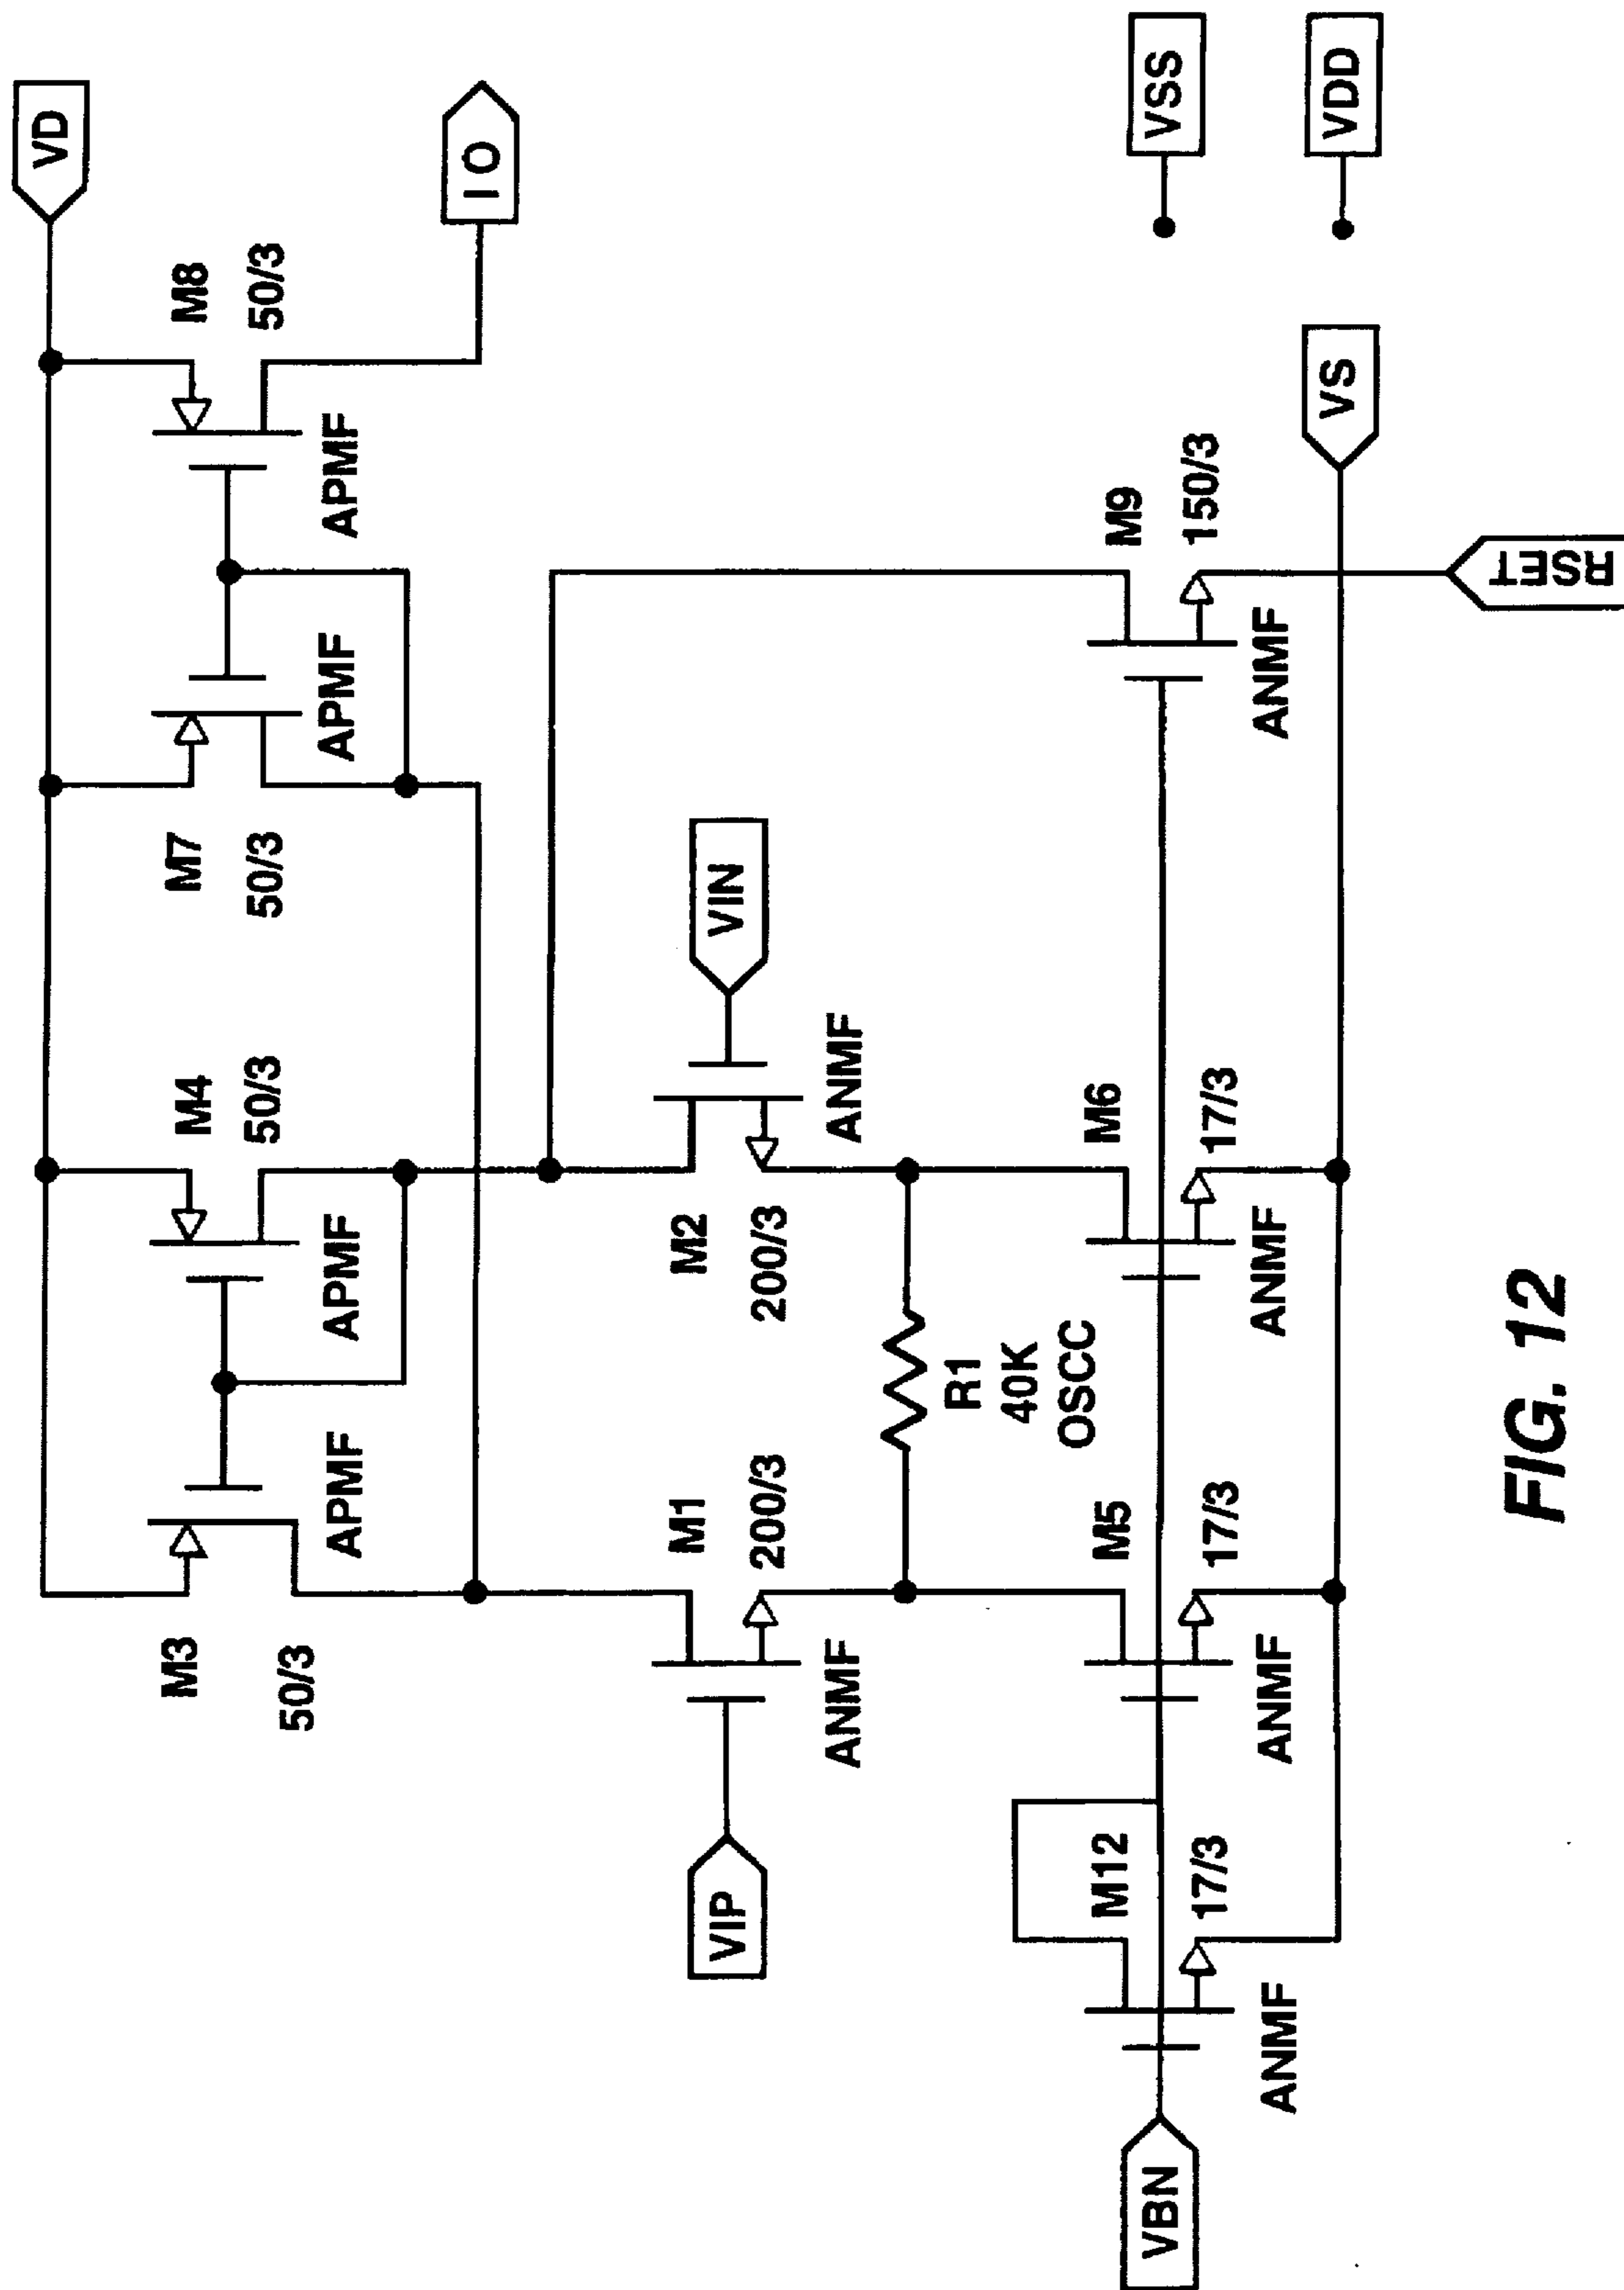 VD
M3
50/3
APMF
M4
50/3
APMF
M7
50/3
APMF
M8
50/3
APMF
IO
VIP
M1
200/3
ANMF
M2
200/3
ANMF
VIN
R1
40K
OSCC
VBN
M12
17/3
ANMF
M5
17/3
ANMF
M6
17/3
ANMF
M9
150/3
ANMF
VS
RSET
VSS
VDD
FIG. 12